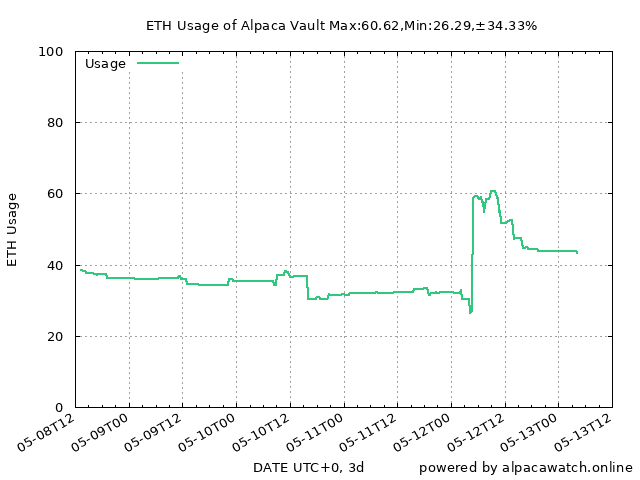 ETH Usage of Alpaca Vault Max:60.62,Min:26.29,±34.33%
100
Usage
80
60
ETH Usage
40
20
0
05-08T12
05-09T00
05-09T12
05-10T00
05-10T12
05-11T00
05-11T12
05-12T00
05-12T12
05-13T00
05-13T12
DATE UTC+0, 3d
powered by alpacawatch.online